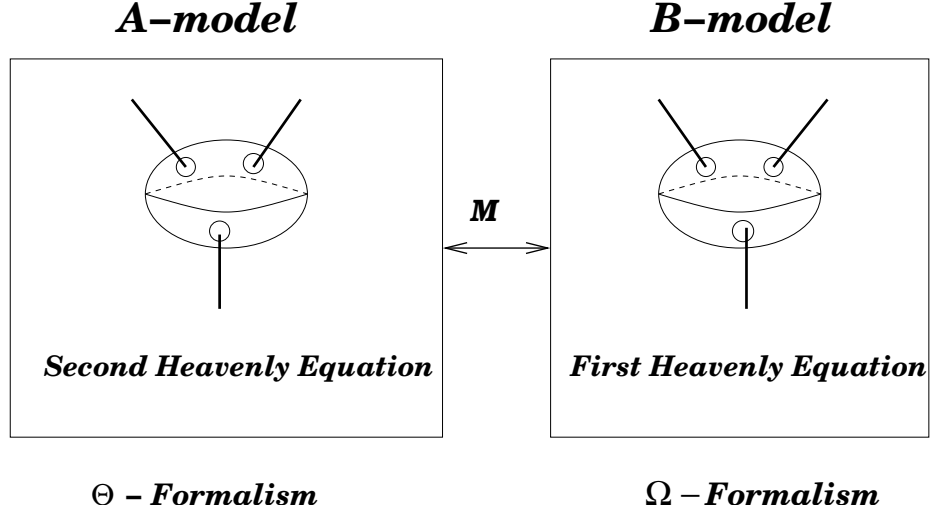 A–model
B–model
M
Second Heavenly Equation
First Heavenly Equation
Θ – Formalism
Ω – Formalism